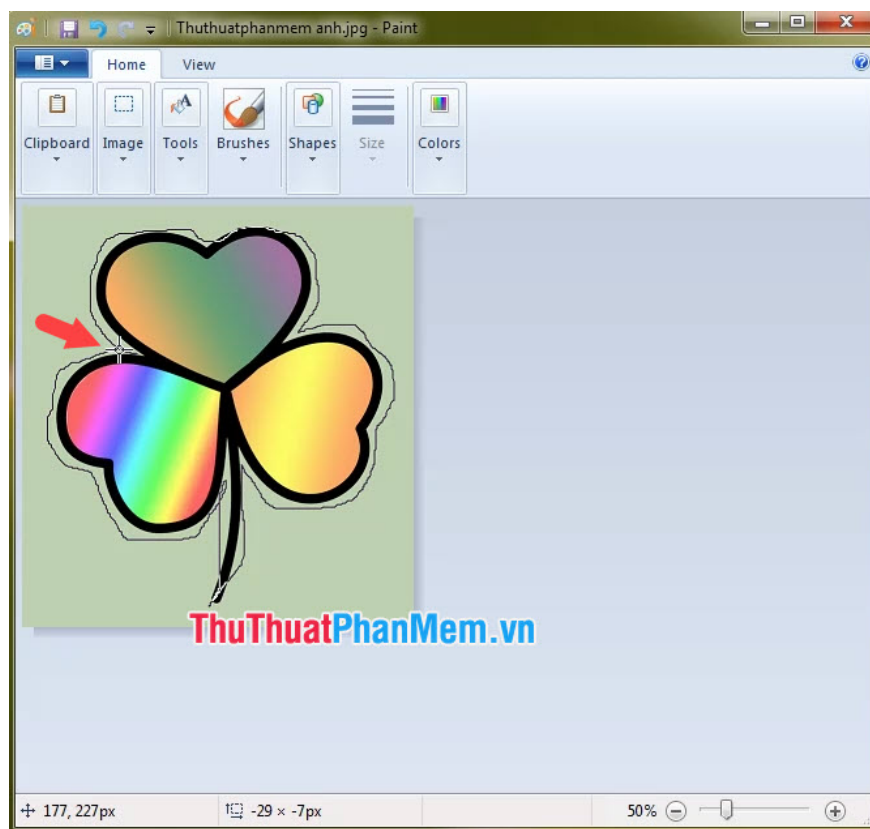 Thuthuatphanmem anh.jpg - Paint
Home View
Clipboard Image Tools Brushes Shapes Size Colors
ThuThuatPhanMem.vn
177, 227px -29 × -7px 50%